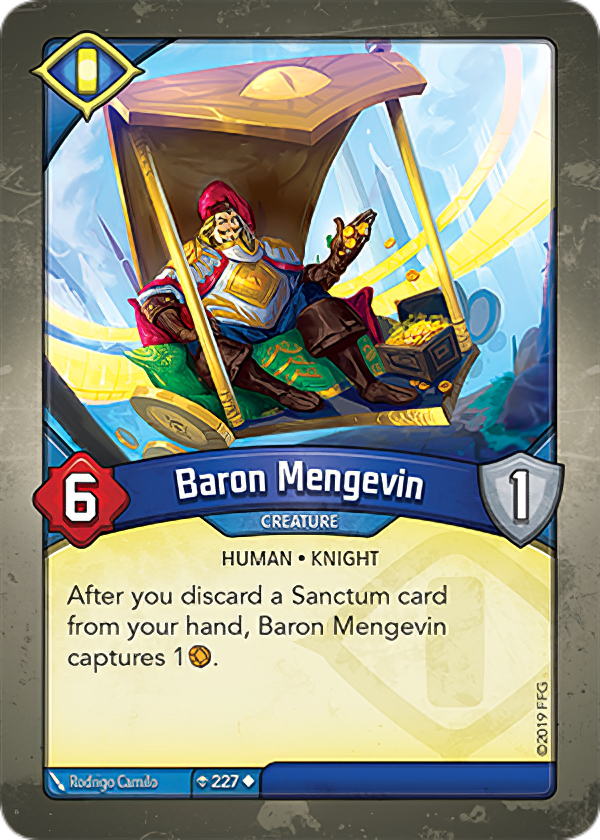 6
Baron Mengevin
1
CREATURE
HUMAN • KNIGHT
After you discard a Sanctum card
from your hand, Baron Mengevin
captures 1.
©2019 FFG
Rodrigo Camilo
227